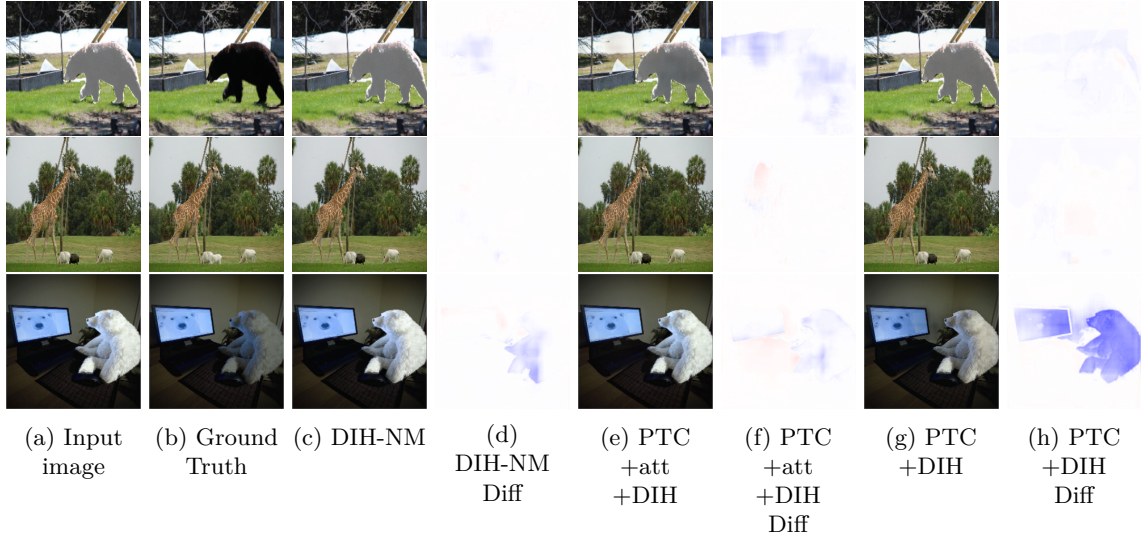 (a) Input
image
(b) Ground
Truth
(c) DIH-NM
(d)
DIH-NM
Diff
(e) PTC
+att
+DIH
(f) PTC
+att
+DIH
Diff
(g) PTC
+DIH
(h) PTC
+DIH
Diff